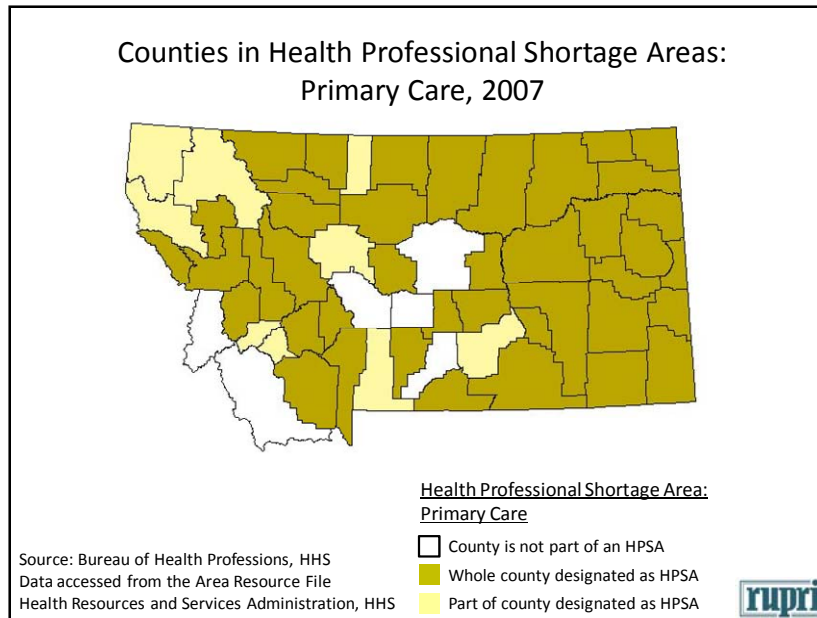 Counties in Health Professional Shortage Areas:
Primary Care, 2007
Health Professional Shortage Area:
Primary Care
County is not part of an HPSA
Whole county designated as HPSA
Part of county designated as HPSA
Source: Bureau of Health Professions, HHS
Data accessed from the Area Resource File
Health Resources and Services Administration, HHS
rupri